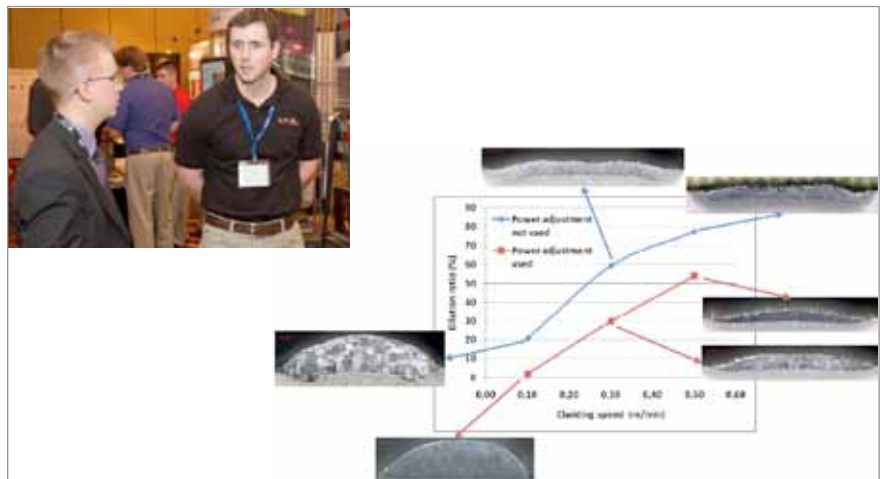 90
80
70
60
50
40
30
20
10
0
Dilution ratio (%)
Power adjustment
not used
Power adjustment
used
0.00 0.10 0.20 0.30 0.40 0.50 0.60
Cladding speed (m/min)